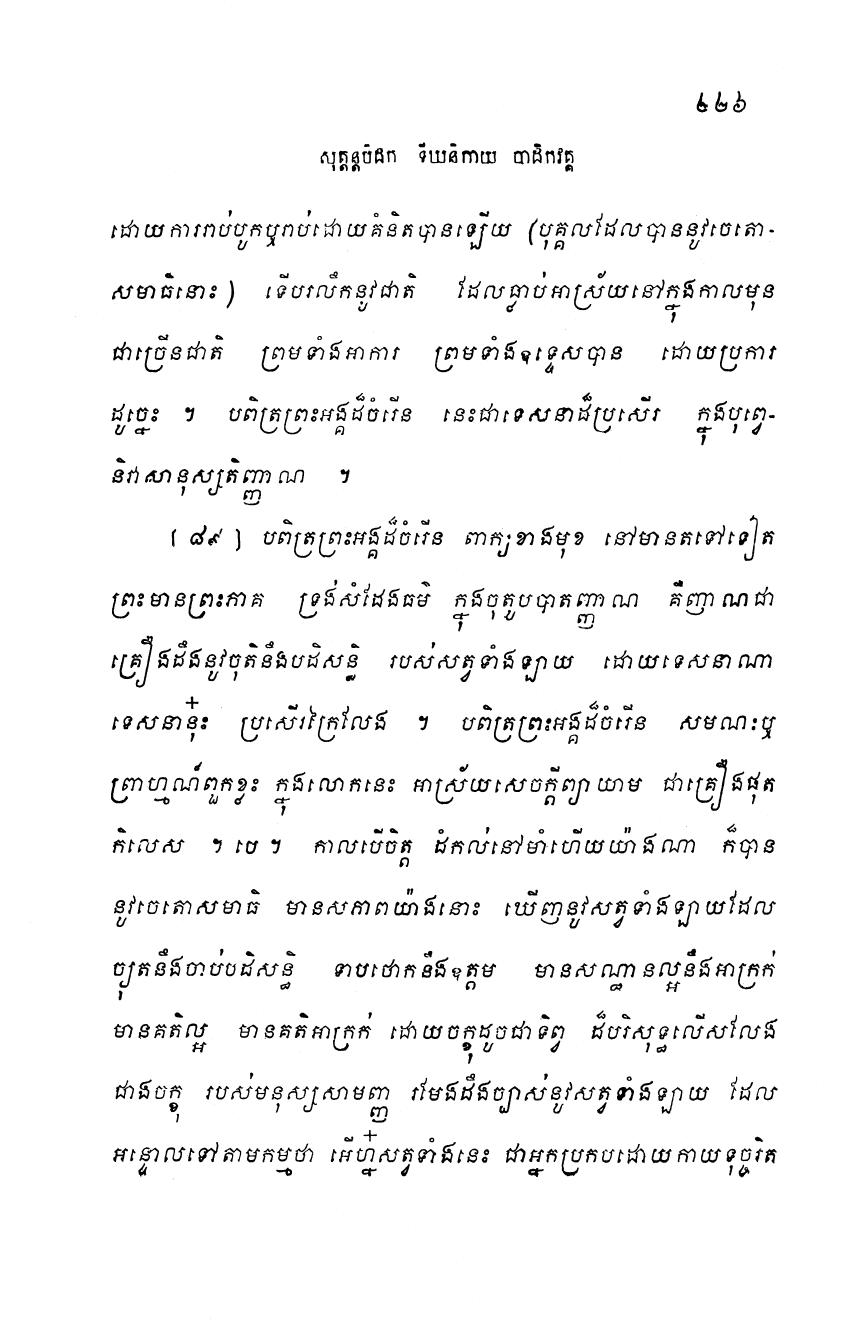 ២២៦
សុត្តន្តបិដក ទីឃនិកាយ បាដិកវគ្គ
ដោយការរាប់បូកឬរាប់ដោយគំនិតបានឡើយ (បុគ្គលដែលបាននូវចេតោ-
សមាធិនោះ) ទើបរលឹកនូវជាតិ ដែលធ្លាប់អាស្រ័យនៅក្នុងកាលមុន
ជាច្រើនជាតិ ព្រមទាំងអាការ ព្រមទាំងឧទ្ទេសបាន ដោយប្រការ
ដូច្នេះ ។ បពិត្រព្រះអង្គដ៏ចំរើន នេះជាទេសនាដ៏ប្រសើរ ក្នុងបុព្វេ-
និវាសានុស្សតិញ្ញាណ ។
[៨៩] បពិត្រព្រះអង្គដ៏ចំរើន ពាក្យខាងមុខ នៅមានតទៅទៀត
ព្រះមានព្រះភាគ ទ្រង់សំដែងធម៌ ក្នុងចុតូបបាតញ្ញាណ គឺញាណជា
គ្រឿងដឹងនូវចុតិនឹងបដិសន្ធិ របស់សត្វទាំងឡាយ ដោយទេសនាណា
ទេសនានុ៎ះ ប្រសើរក្រៃលែង ។ បពិត្រព្រះអង្គដ៏ចំរើន សមណះឬ
ព្រាហ្មណ៍ពួកខ្លះ ក្នុងលោកនេះ អាស្រ័យសេចក្តីព្យាយាម ជាគ្រឿងផុត
កិលេស ។ បេ ។ កាលបើចិត្ត ដំកល់នៅមាំហើយយ៉ាងណា ក៏បាន
នូវចេតោសមាធិ មានសភាពយ៉ាងនោះ ឃើញនូវសត្វទាំងឡាយដែល
ច្យុតនឹងចាប់បដិសន្ធិ ទាបថោកនឹងឧត្តម មានសណ្ឋានល្អនឹងអាក្រក់
មានគតិល្អ មានគតិអាក្រក់ ដោយចក្ខុដូចជាទិព្វ ដ៏បរិសុទ្ធលើសលែង
ជាងចក្ខុ របស់មនុស្សសាមញ្ញ រមែងដឹងច្បាស់នូវសត្វទាំងឡាយ ដែល
អន្ទោលទៅតាមកម្មថា អើហ្ន៎សត្វទាំងនេះ ជាអ្នកប្រកបដោយកាយទុច្ចរិត